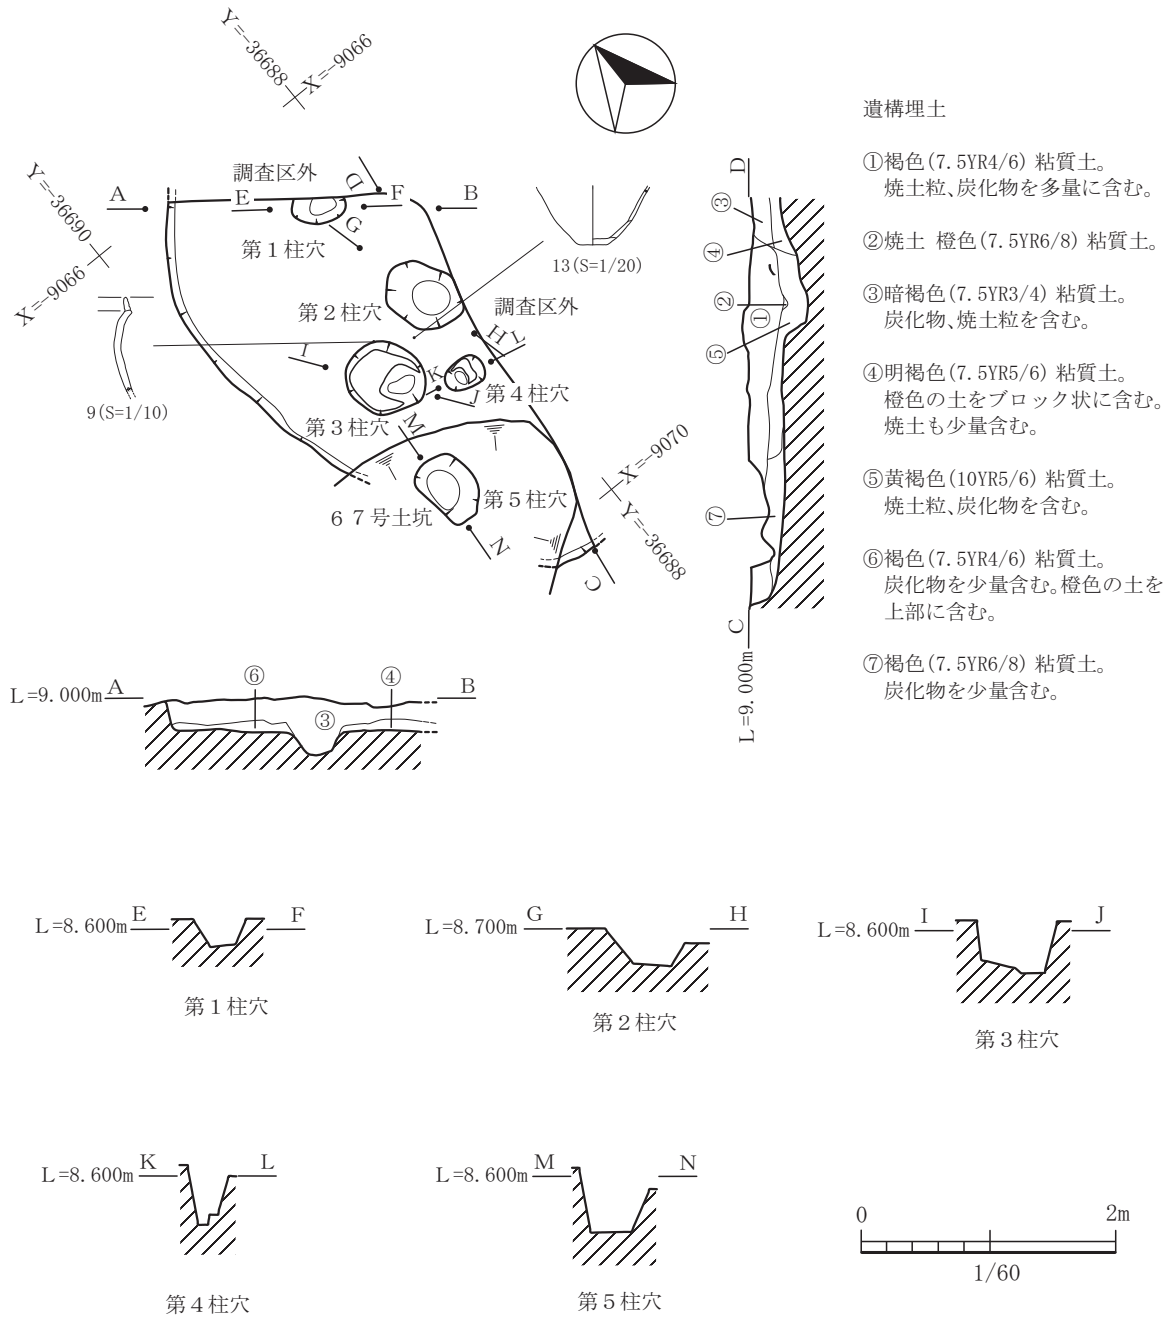 Y=-36688
X=-9066
Y=-36690
X=-9066
調査区外
A
E
D
F
B
G
第1柱穴
13(S=1/20)
第2柱穴
調査区外
H
L
I
K
J
第4柱穴
9(S=1/10)
第3柱穴
M
X=-9070
第5柱穴
67号土坑
N
Y=-36688
C
D
③
④
②
①
⑤
⑦
C
L=9.000m
遺構埋土
①褐色(7.5YR4/6) 粘質土。
焼土粒、炭化物を多量に含む。
②焼土 橙色(7.5YR6/8) 粘質土。
③暗褐色(7.5YR3/4) 粘質土。
炭化物、焼土粒を含む。
④明褐色(7.5YR5/6) 粘質土。
橙色の土をブロック状に含む。
焼土も少量含む。
⑤黄褐色(10YR5/6) 粘質土。
焼土粒、炭化物を含む。
⑥褐色(7.5YR4/6) 粘質土。
炭化物を少量含む。橙色の土を
上部に含む。
⑦褐色(7.5YR6/8) 粘質土。
炭化物を少量含む。
L=9.000m A
⑥
④
B
③
L=8.600m E
F
第1柱穴
L=8.700m G
H
第2柱穴
L=8.600m I
J
第3柱穴
L=8.600m K
L
第4柱穴
L=8.600m M
N
第5柱穴
0
2m
1/60